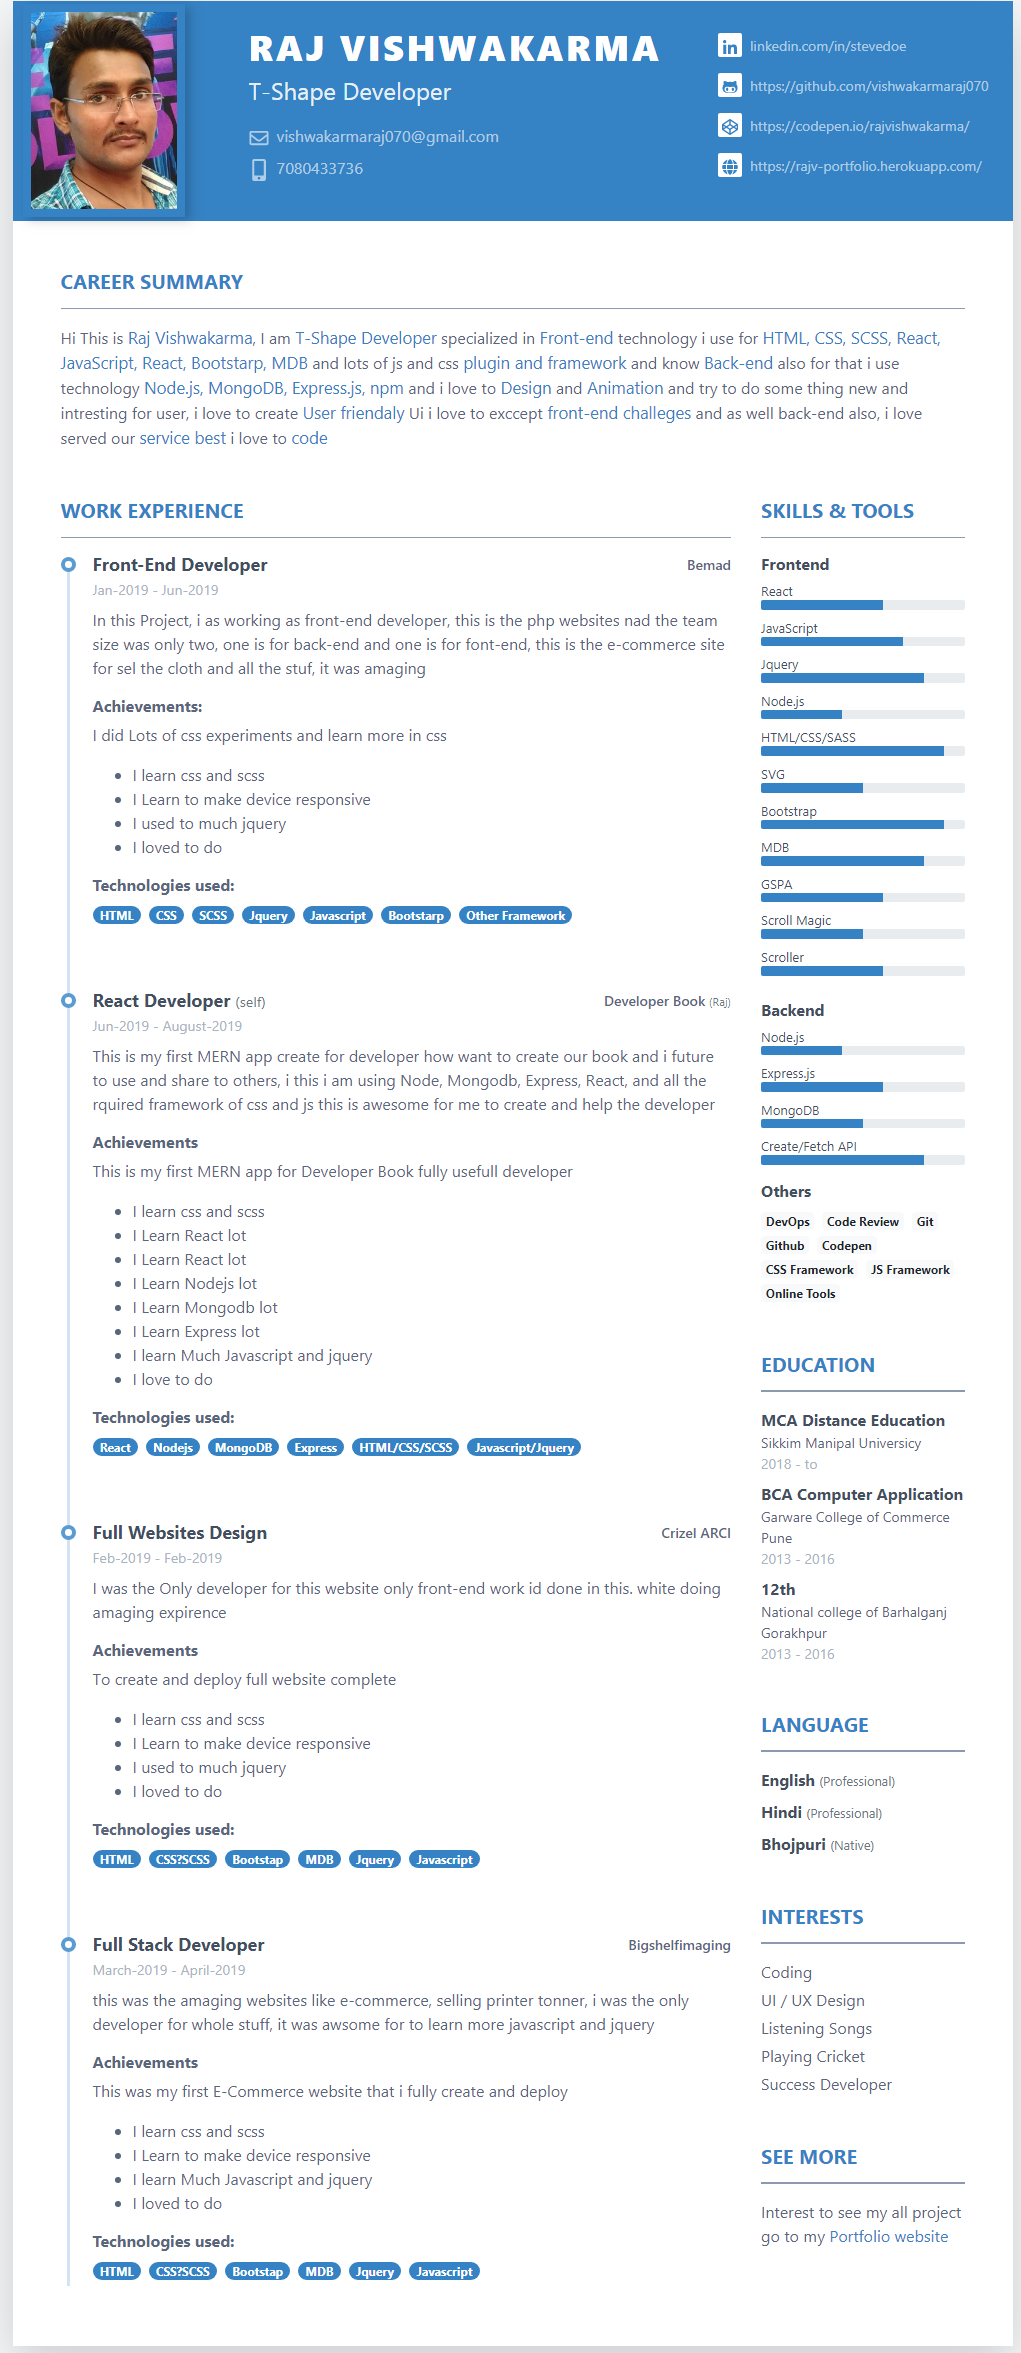 RAJ VISHWAKARMA
T-Shape Developer
vishwakarmaraj070@gmail.com
7080433736
linkedin.com/in/stevedoe
https://github.com/vishwakarmaraj070
https://codepen.io/rajvishwakarma/
https://rajv-portfolio.herokuapp.com/
CAREER SUMMARY
Hi This is Raj Vishwakarma, I am T-Shape Developer specialized in Front-end technology i use for HTML, CSS, SCSS, React,
JavaScript, React, Bootstarp, MDB and lots of js and css plugin and framework and know Back-end also for that i use
technology Node.js, MongoDB, Express.js, npm and i love to Design and Animation and try to do some thing new and
intresting for user, i love to create User friendaly Ui i love to exccept front-end challeges and as well back-end also, i love
served our service best i love to code
WORK EXPERIENCE
Front-End Developer
Bemad
Jan-2019 - Jun-2019
In this Project, i as working as front-end developer, this is the php websites nad the team
size was only two, one is for back-end and one is for font-end, this is the e-commerce site
for sel the cloth and all the stuf, it was amaging
Achievements:
I did Lots of css experiments and learn more in css
• I learn css and scss
• I Learn to make device responsive
• I used to much jquery
• I loved to do
Technologies used:
HTML CSS SCSS Jquery Javascript Bootstarp Other Framework
React Developer (self)
Developer Book (Raj)
Jun-2019 - August-2019
This is my first MERN app create for developer how want to create our book and i future
to use and share to others, i this i am using Node, Mongodb, Express, React, and all the
rquired framework of css and js this is awesome for me to create and help the developer
Achievements
This is my first MERN app for Developer Book fully usefull developer
• I learn css and scss
• I Learn React lot
• I Learn React lot
• I Learn Nodejs lot
• I Learn Mongodb lot
• I Learn Express lot
• I learn Much Javascript and jquery
• I love to do
Technologies used:
React Nodejs MongoDB Express HTML/CSS/SCSS Javascript/Jquery
Full Websites Design
Crizel ARCI
Feb-2019 - Feb-2019
I was the Only developer for this website only front-end work id done in this. white doing
amaging expirence
Achievements
To create and deploy full website complete
• I learn css and scss
• I Learn to make device responsive
• I used to much jquery
• I loved to do
Technologies used:
HTML CSS?SCSS Bootstap MDB Jquery Javascript
Full Stack Developer
Bigshelfimaging
March-2019 - April-2019
this was the amaging websites like e-commerce, selling printer tonner, i was the only
developer for whole stuff, it was awsome for to learn more javascript and jquery
Achievements
This was my first E-Commerce website that i fully create and deploy
• I learn css and scss
• I Learn to make device responsive
• I learn Much Javascript and jquery
• I loved to do
Technologies used:
HTML CSS?SCSS Bootstap MDB Jquery Javascript
SKILLS & TOOLS
Frontend
React
JavaScript
Jquery
Node.js
HTML/CSS/SASS
SVG
Bootstrap
MDB
GSPA
Scroll Magic
Scroller
Backend
Node.js
Express.js
MongoDB
Create/Fetch API
Others
DevOps Code Review Git
Github Codepen
CSS Framework JS Framework
Online Tools
EDUCATION
MCA Distance Education
Sikkim Manipal Universicy
2018 - to
BCA Computer Application
Garware College of Commerce
Pune
2013 - 2016
12th
National college of Barhalganj
Gorakhpur
2013 - 2016
LANGUAGE
English (Professional)
Hindi (Professional)
Bhojpuri (Native)
INTERESTS
Coding
UI / UX Design
Listening Songs
Playing Cricket
Success Developer
SEE MORE
Interest to see my all project
go to my Portfolio website